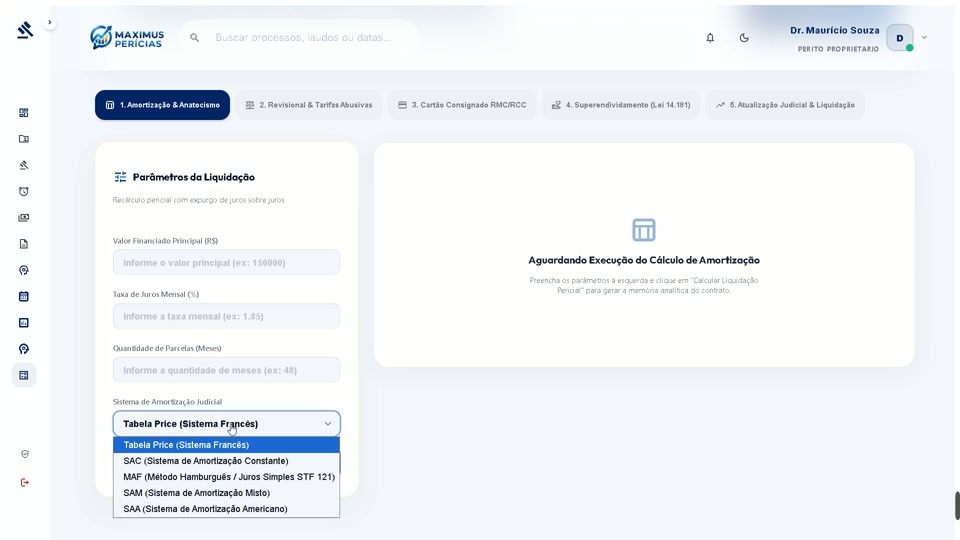 MAXIMUS
PERÍCIAS
Buscar processos, laudos ou datas...
Dr. Maurício Souza
PERITO PROPRIETARIO
D
1. Amortização & Anatocismo
2. Revisional & Tarifas Abusivas
3. Cartão Consignado RMC/RCC
4. Superendividamento (Lei 14.181)
5. Atualização Judicial & Liquidação
Parâmetros da Liquidação
Recálculo pericial com expurgo de juros sobre juros
Valor Financiado Principal (R$)
Informe o valor principal (ex: 150000)
Taxa de Juros Mensal (%)
Informe a taxa mensal (ex: 1.85)
Quantidade de Parcelas (Meses)
Informe a quantidade de meses (ex: 48)
Sistema de Amortização Judicial
Tabela Price (Sistema Francês)
Tabela Price (Sistema Francês)
SAC (Sistema de Amortização Constante)
MAF (Método Hamburguês / Juros Simples STF 121)
SAM (Sistema de Amortização Misto)
SAA (Sistema de Amortização Americano)
Aguardando Execução do Cálculo de Amortização
Preencha os parâmetros à esquerda e clique em "Calcular Liquidação
Pericial" para gerar a memória analítica do contrato.